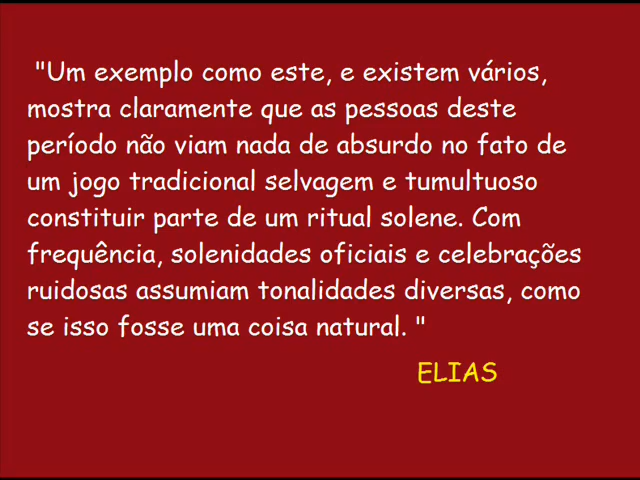 "Um exemplo como este, e existem vários,
mostra claramente que as pessoas deste
período não viam nada de absurdo no fato de
um jogo tradicional selvagem e tumultuoso
constituir parte de um ritual solene. Com
frequência, solenidades oficiais e celebrações
ruidosas assumiam tonalidades diversas, como
se isso fosse uma coisa natural. "
ELIAS